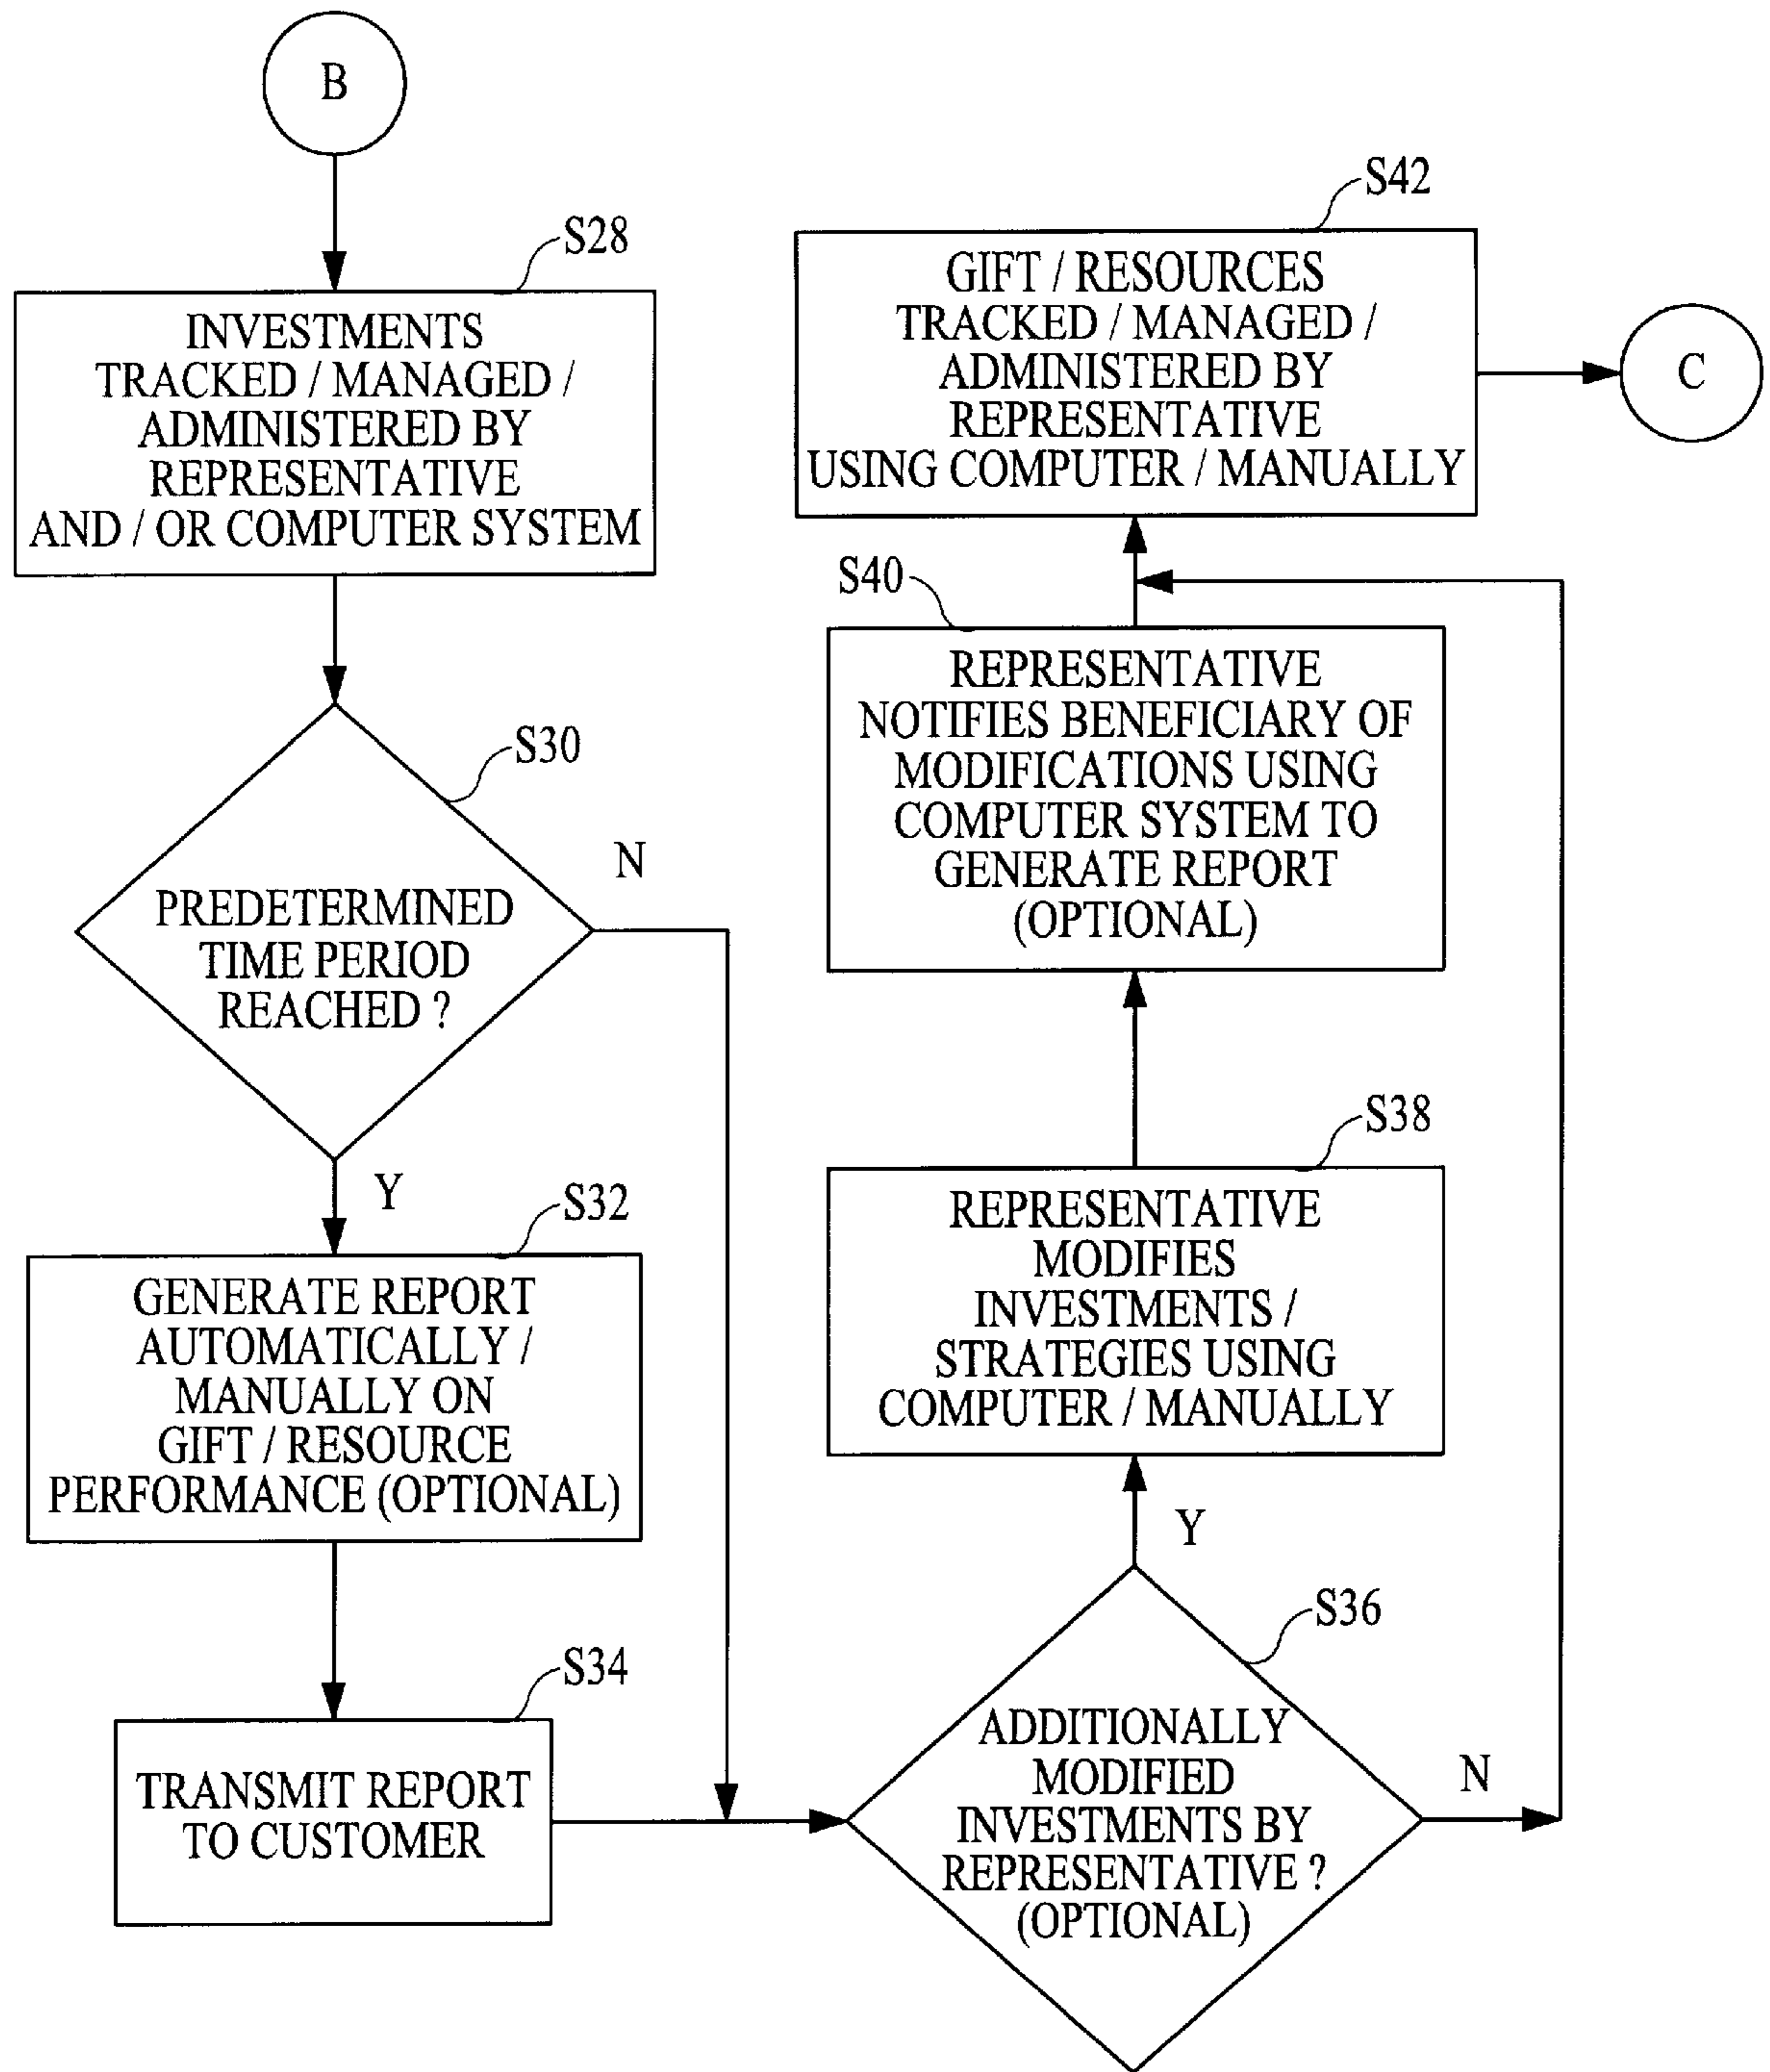 B
S28
INVESTMENTS
TRACKED / MANAGED /
ADMINISTERED BY
REPRESENTATIVE
AND / OR COMPUTER SYSTEM
S30
PREDETERMINED
TIME PERIOD
REACHED ?
N
Y
S32
GENERATE REPORT
AUTOMATICALLY /
MANUALLY ON
GIFT / RESOURCE
PERFORMANCE (OPTIONAL)
S34
TRANSMIT REPORT
TO CUSTOMER
S36
ADDITIONALLY
MODIFIED
INVESTMENTS BY
REPRESENTATIVE ?
(OPTIONAL)
N
Y
S38
REPRESENTATIVE
MODIFIES
INVESTMENTS /
STRATEGIES USING
COMPUTER / MANUALLY
S40
REPRESENTATIVE
NOTIFIES BENEFICIARY OF
MODIFICATIONS USING
COMPUTER SYSTEM TO
GENERATE REPORT
(OPTIONAL)
S42
GIFT / RESOURCES
TRACKED / MANAGED /
ADMINISTERED BY
REPRESENTATIVE
USING COMPUTER / MANUALLY
C